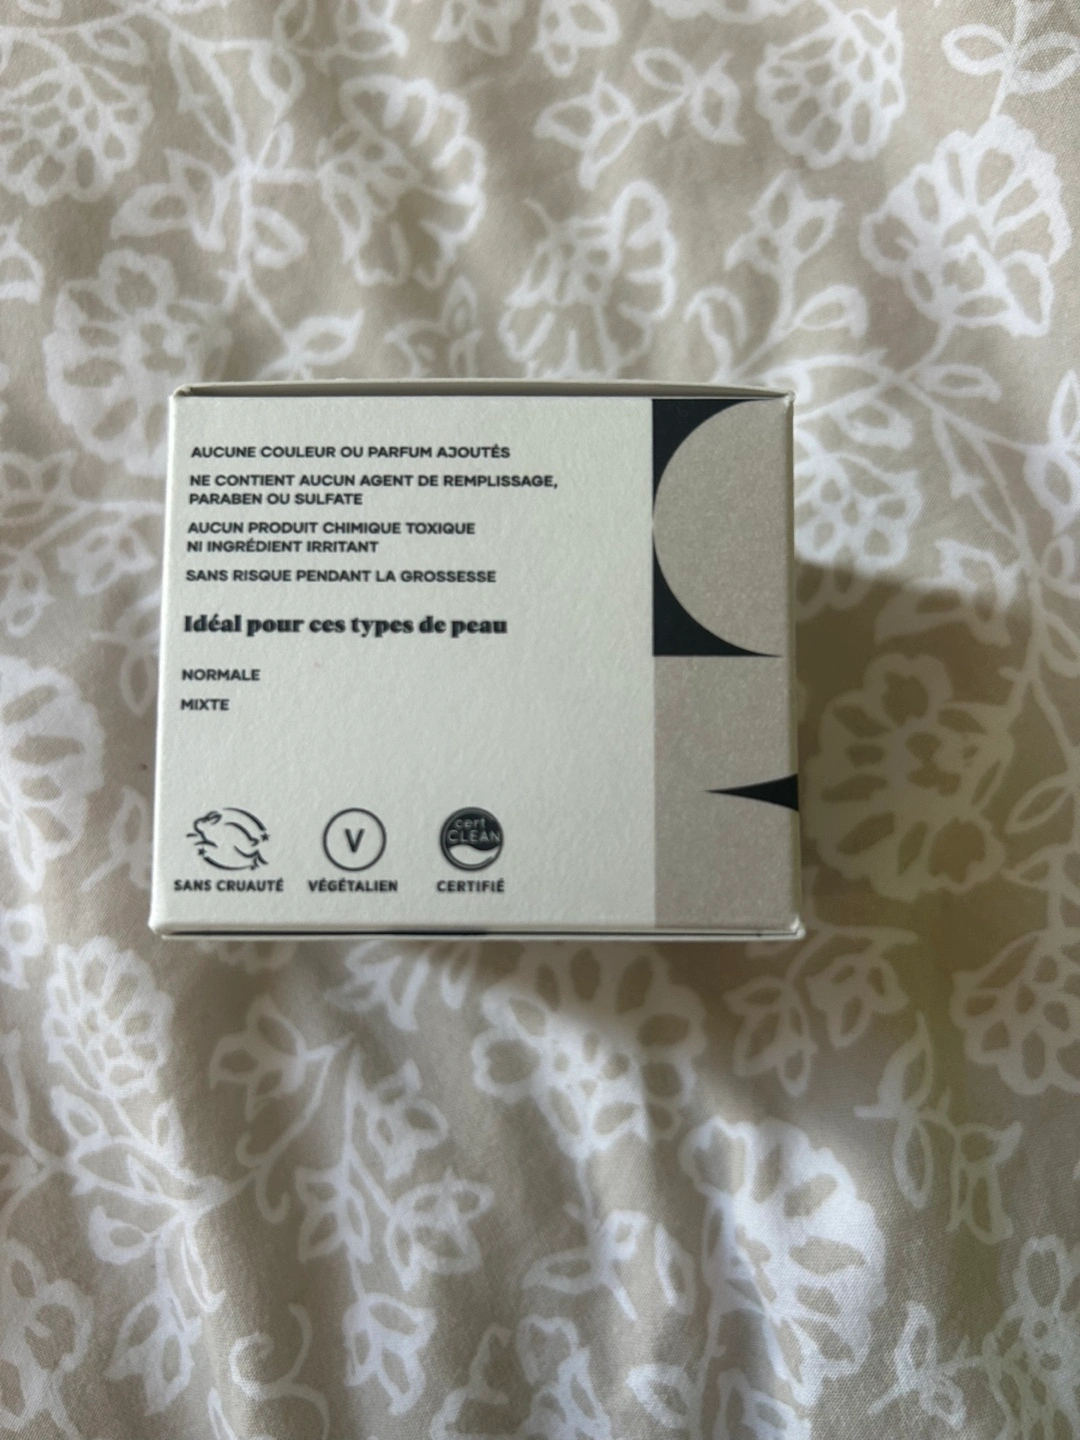 AUCUNE COULEUR OU PARFUM AJOUTÉS
NE CONTIENT AUCUN AGENT DE REMPLISSAGE,
PARABEN OU SULFATE
AUCUN PRODUIT CHIMIQUE TOXIQUE
NI INGRÉDIENT IRRITANT
SANS RISQUE PENDANT LA GROSSESSE
Idéal pour ces types de peau
NORMALE
MIXTE
V
cert
CLEAN
SANS CRUAUTÉ VÉGÉTALIEN CERTIFIÉ